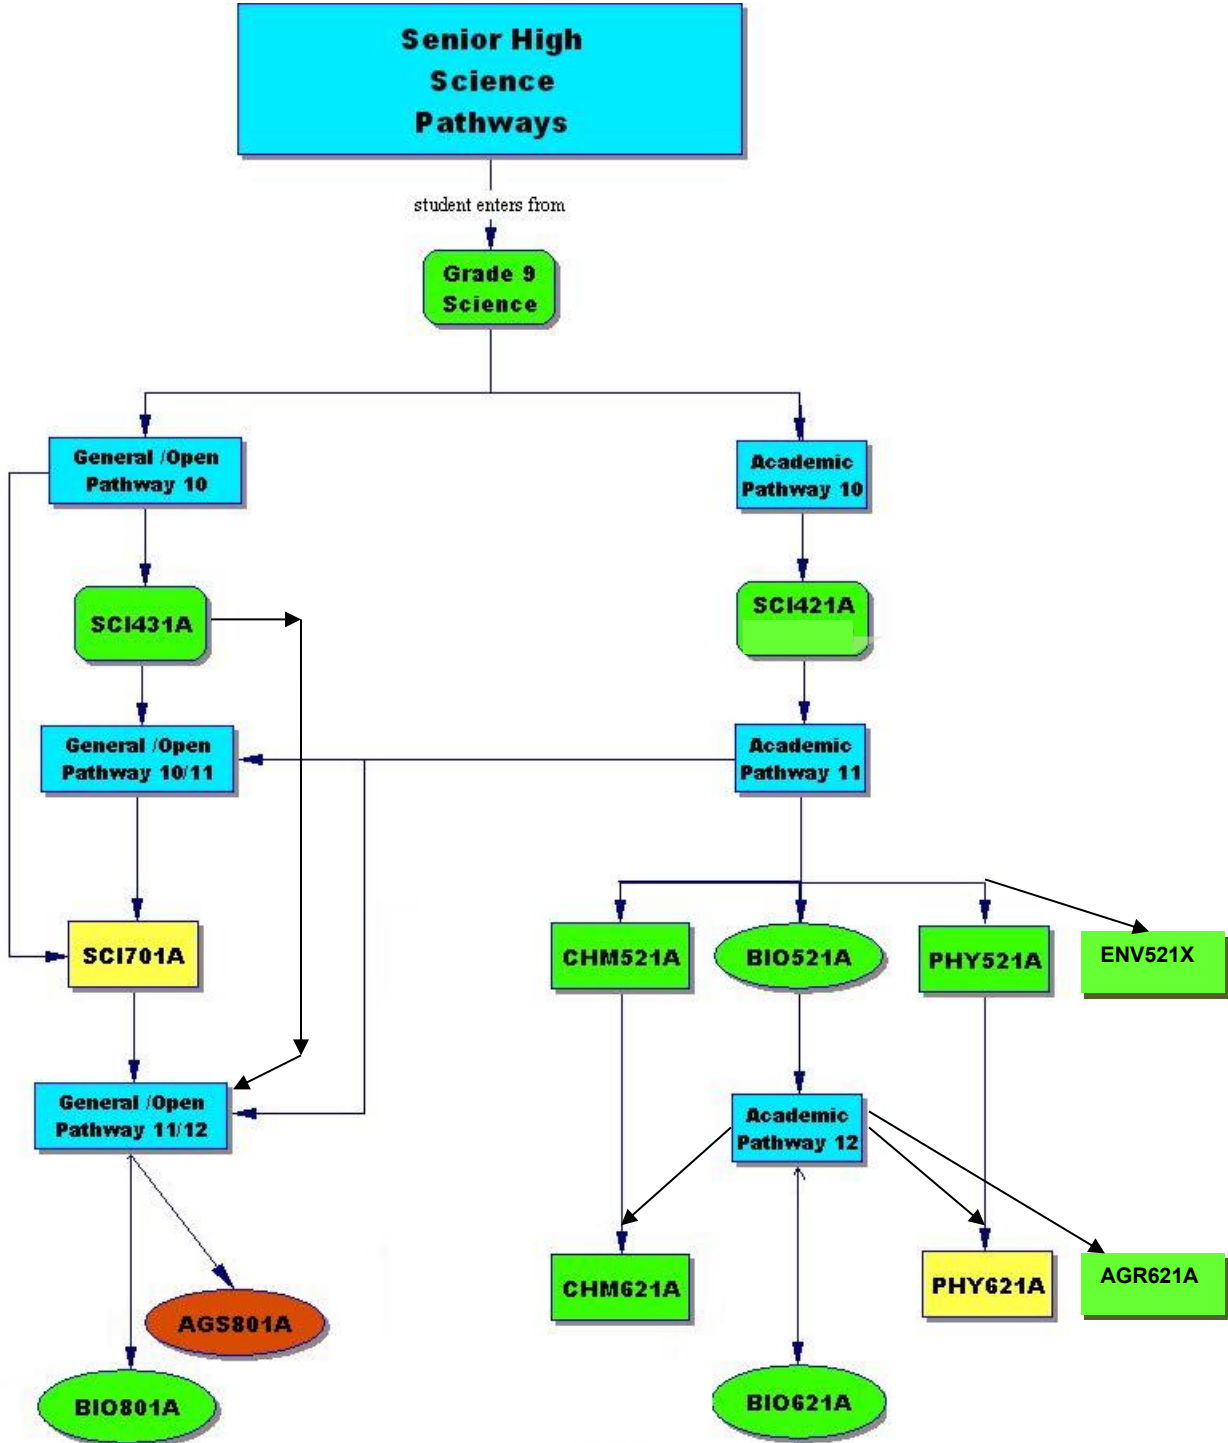 Senior High
Science
Pathways
student enters from
Grade 9
Science
General /Open
Pathway 10
Academic
Pathway 10
SCI431A
SCI421A
General /Open
Pathway 10/11
Academic
Pathway 11
SCI701A
CHM521A
BIO521A
PHY521A
ENV521X
General /Open
Pathway 11/12
Academic
Pathway 12
CHM621A
PHY621A
AGR621A
AGS801A
BIO801A
BIO621A